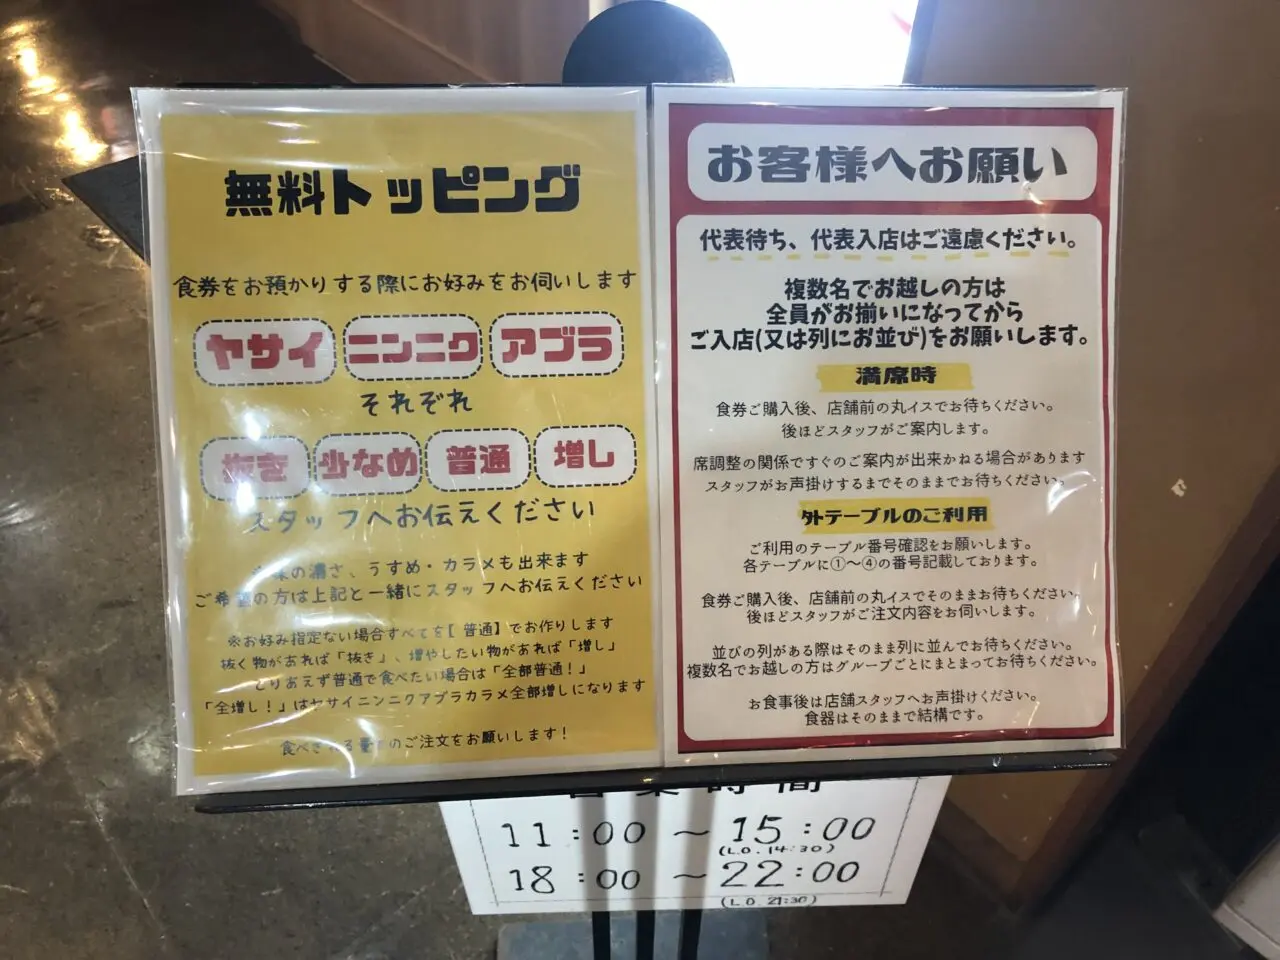 無料トッピング
食券をお預かりする際にお好みをお伺いします
ヤサイ ニンニク アブラ
それぞれ
抜き 少なめ 普通 増し
スタッフへお伝えください
の濃さ、うすめ・カラメも出来ます
ご希望の方は上記と一緒にスタッフへお伝えください
※お好み指定ない場合すべてを【普通】でお作りします
抜く物があれば「抜き」、増やしたい物があれば「増し」
とりあえず普通で食べたい場合は「全部普通!」
「全増し!」はヤサイニンニクアブラカラメ全部増しになります
のご注文をお願いします!
お客様へお願い
代表待ち、代表入店はご遠慮ください。
複数名でお越しの方は
全員がお揃いになってから
ご入店(又は列にお並び)をお願いします。
満席時
食券ご購入後、店舗前の丸イスでお待ちください。
後ほどスタッフがご案内します。
席調整の関係ですぐのご案内が出来かねる場合があります
スタッフがお声掛けするまでそのままでお待ちください。
外テーブルのご利用
ご利用のテーブル番号確認をお願いします。
各テーブルに①〜④の番号記載しております。
食券ご購入後、店舗前の丸イスでそのままお待ちください。
後ほどスタッフがご注文内容をお伺いします。
並びの列がある際はそのまま列に並んでお待ちください。
複数名でお越しの方はグループごとにまとまってお待ちください。
お食事後は店舗スタッフへお声掛けください。
食器はそのままで結構です。
営業時間
11:00 〜 15:00
(L.O. 14:30)
18:00 〜 22:00
(L.O. 21:30)